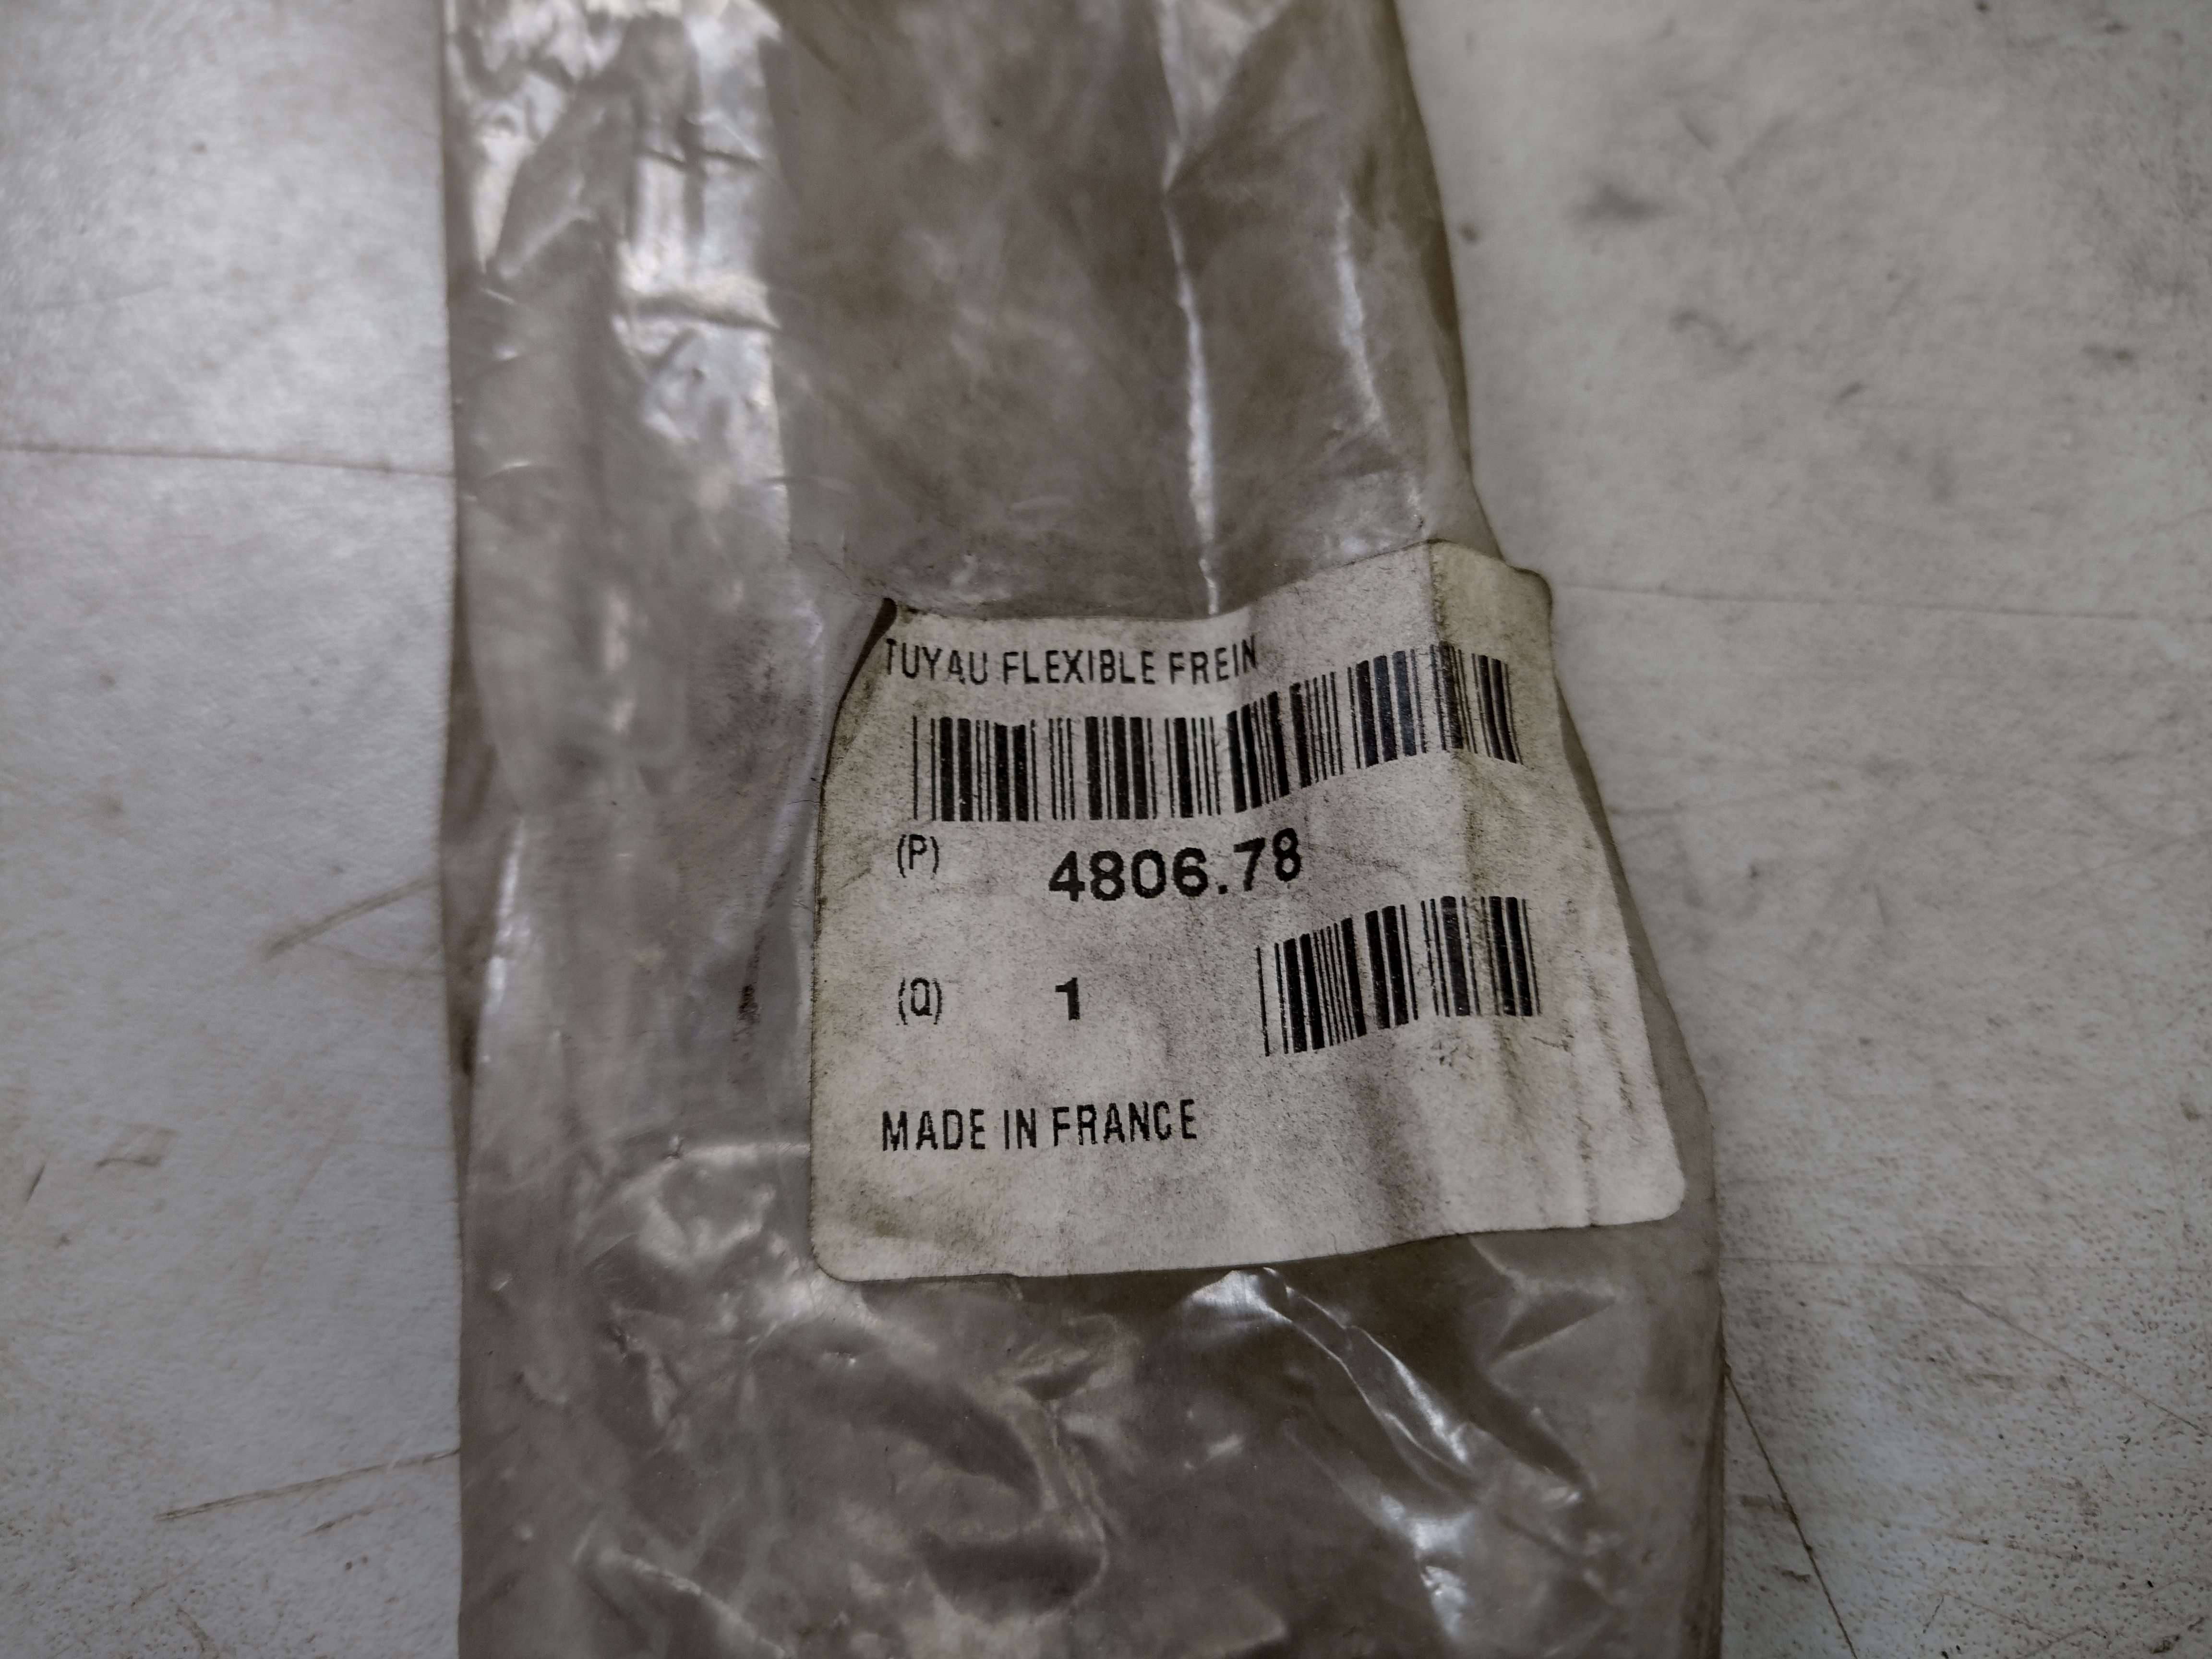 TUYAU FLEXIBLE FREIN
(P) 4806.78
(Q) 1
MADE IN FRANCE